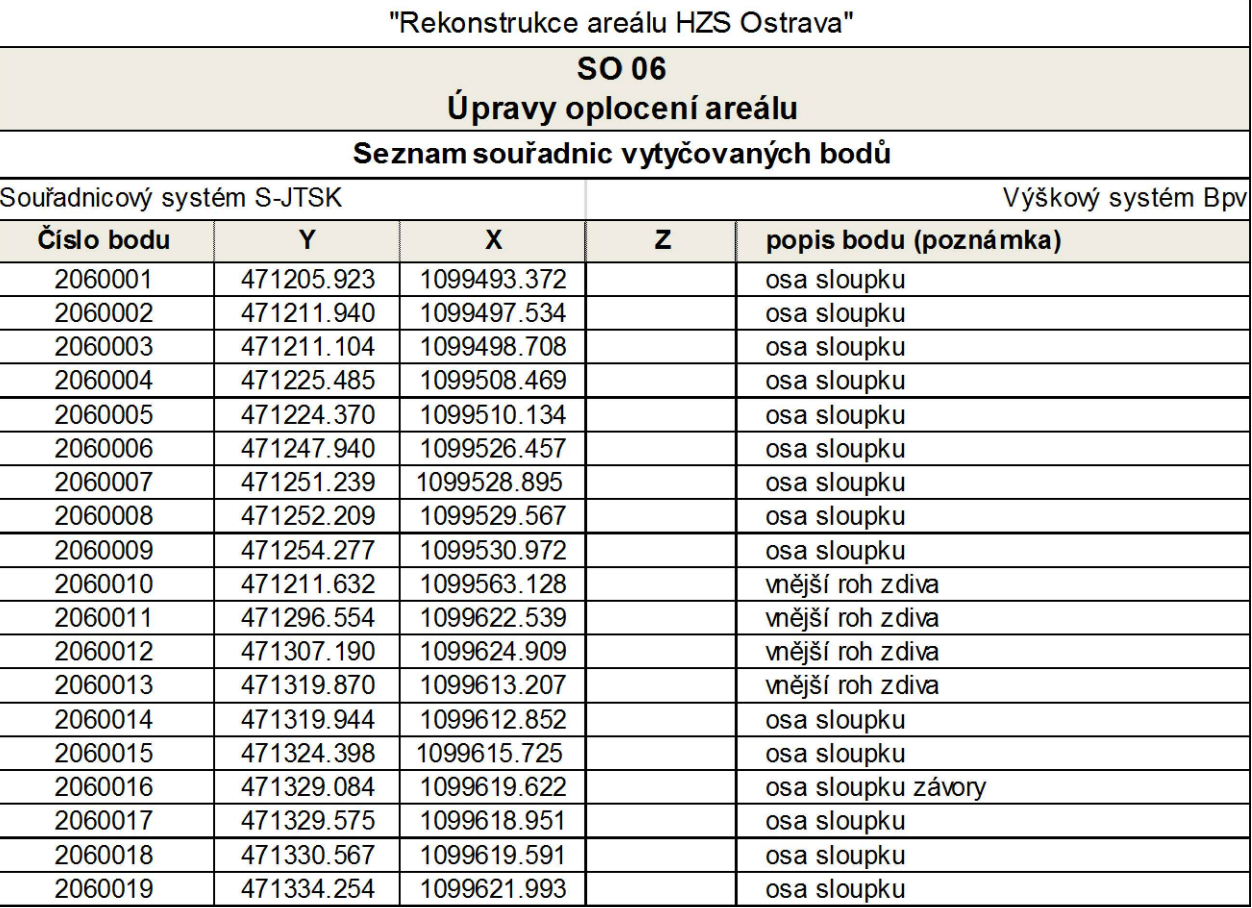 "Rekonstrukce areálu HZS Ostrava"
SO 06
Úpravy oplocení areálu
Seznam souřadnic vytyčovaných bodů
Souřadnicový systém S-JTSK Výškový systém Bpv
Číslo bodu Y X Z popis bodu (poznámka)
2060001 471205.923 1099493.372 osa sloupku
2060002 471211.940 1099497.534 osa sloupku
2060003 471211.104 1099498.708 osa sloupku
2060004 471225.485 1099508.469 osa sloupku
2060005 471224.370 1099510.134 osa sloupku
2060006 471247.940 1099526.457 osa sloupku
2060007 471251.239 1099528.895 osa sloupku
2060008 471252.209 1099529.567 osa sloupku
2060009 471254.277 1099530.972 osa sloupku
2060010 471211.632 1099563.128 vnější roh zdiva
2060011 471296.554 1099622.539 vnější roh zdiva
2060012 471307.190 1099624.909 vnější roh zdiva
2060013 471319.870 1099613.207 vnější roh zdiva
2060014 471319.944 1099612.852 osa sloupku
2060015 471324.398 1099615.725 osa sloupku
2060016 471329.084 1099619.622 osa sloupku závory
2060017 471329.575 1099618.951 osa sloupku
2060018 471330.567 1099619.591 osa sloupku
2060019 471334.254 1099621.993 osa sloupku